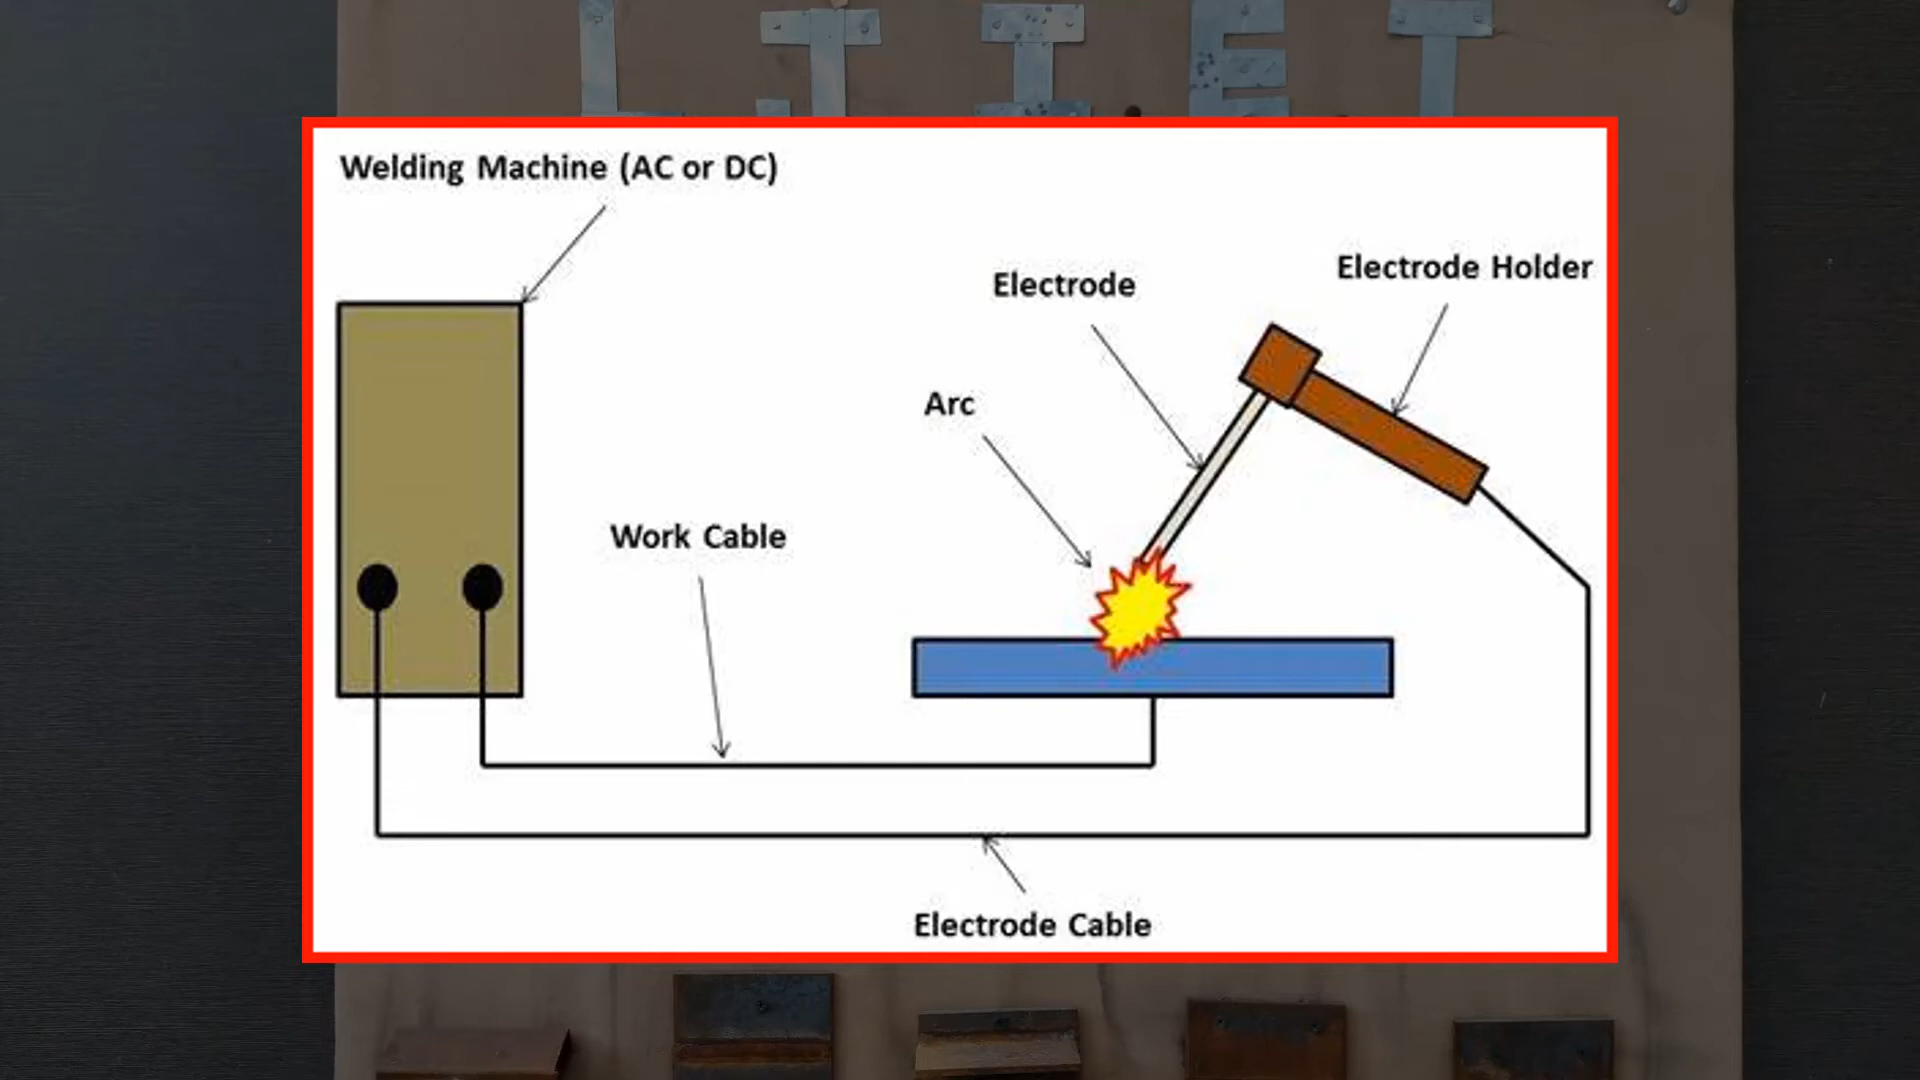 Welding Machine (AC or DC)
Electrode Holder
Electrode
Arc
Work Cable
Electrode Cable